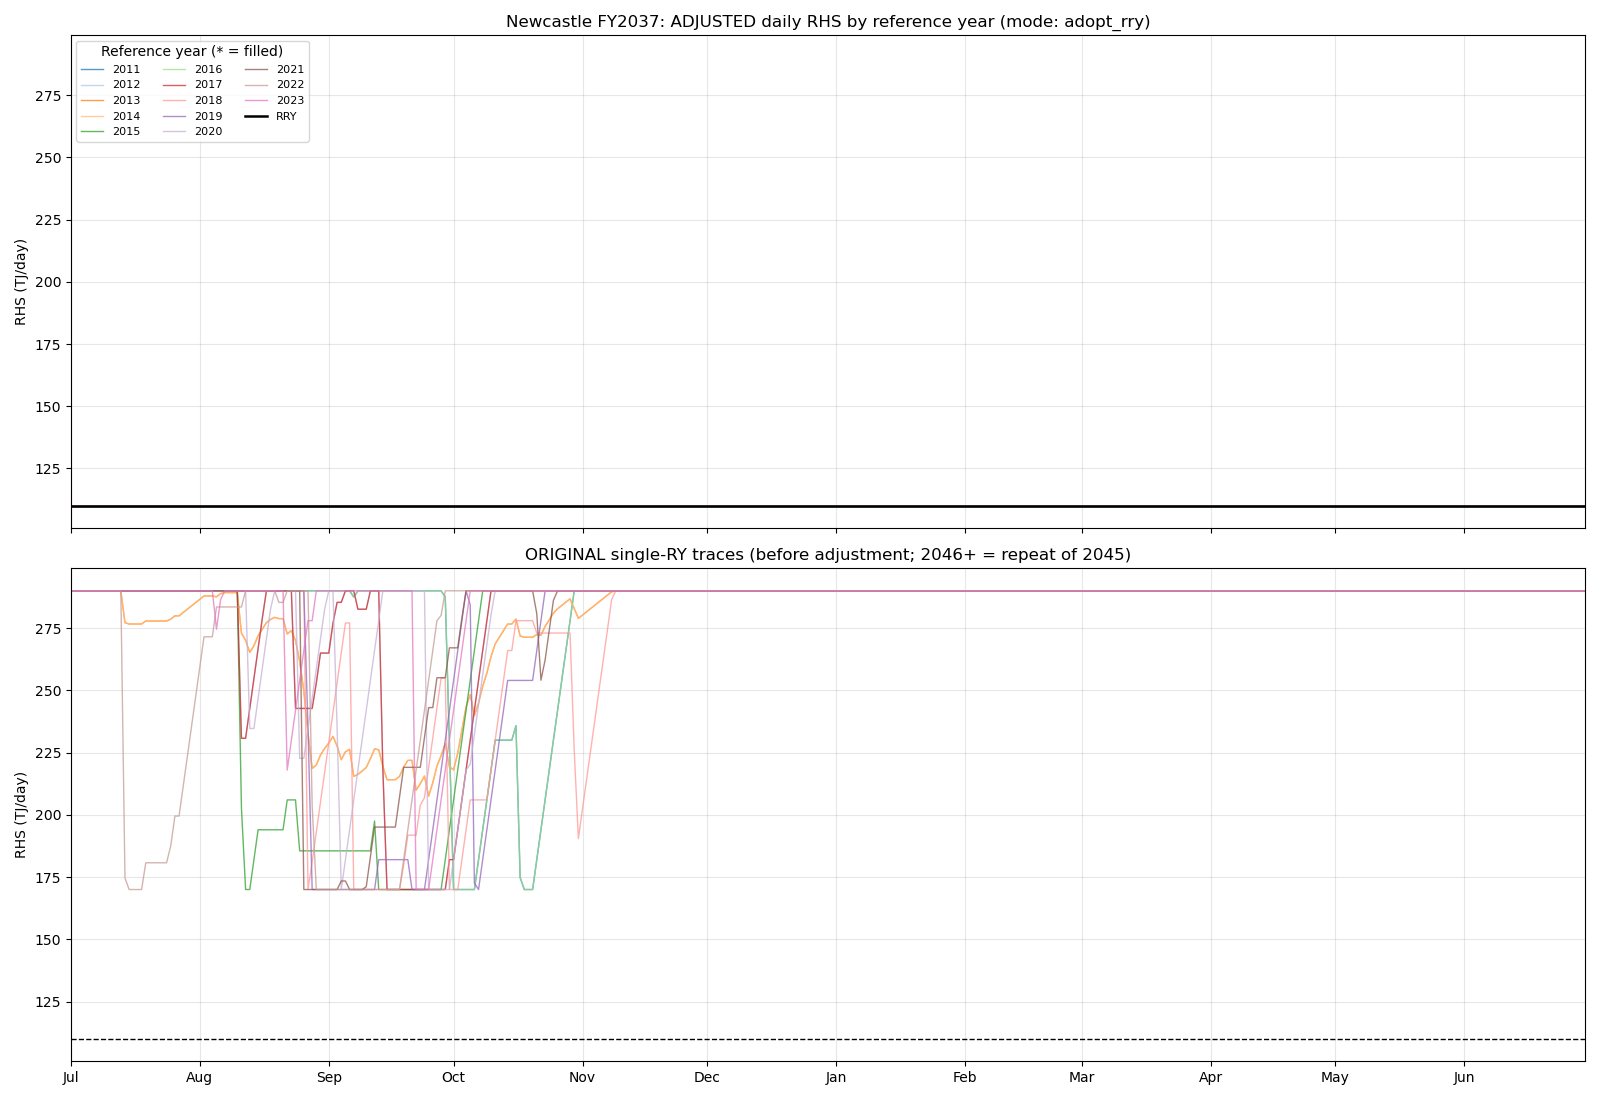 Newcastle FY2037: ADJUSTED daily RHS by reference year (mode: adopt_rry)
Reference year (* = filled)
2011 2016 2021
2012 2017 2022
2013 2018 2023
2014 2019 RRY
2015 2020
275
250
225
200
175
150
125
RHS (TJ/day)
ORIGINAL single-RY traces (before adjustment; 2046+ = repeat of 2045)
275
250
225
200
175
150
125
RHS (TJ/day)
Jul Aug Sep Oct Nov Dec Jan Feb Mar Apr May Jun